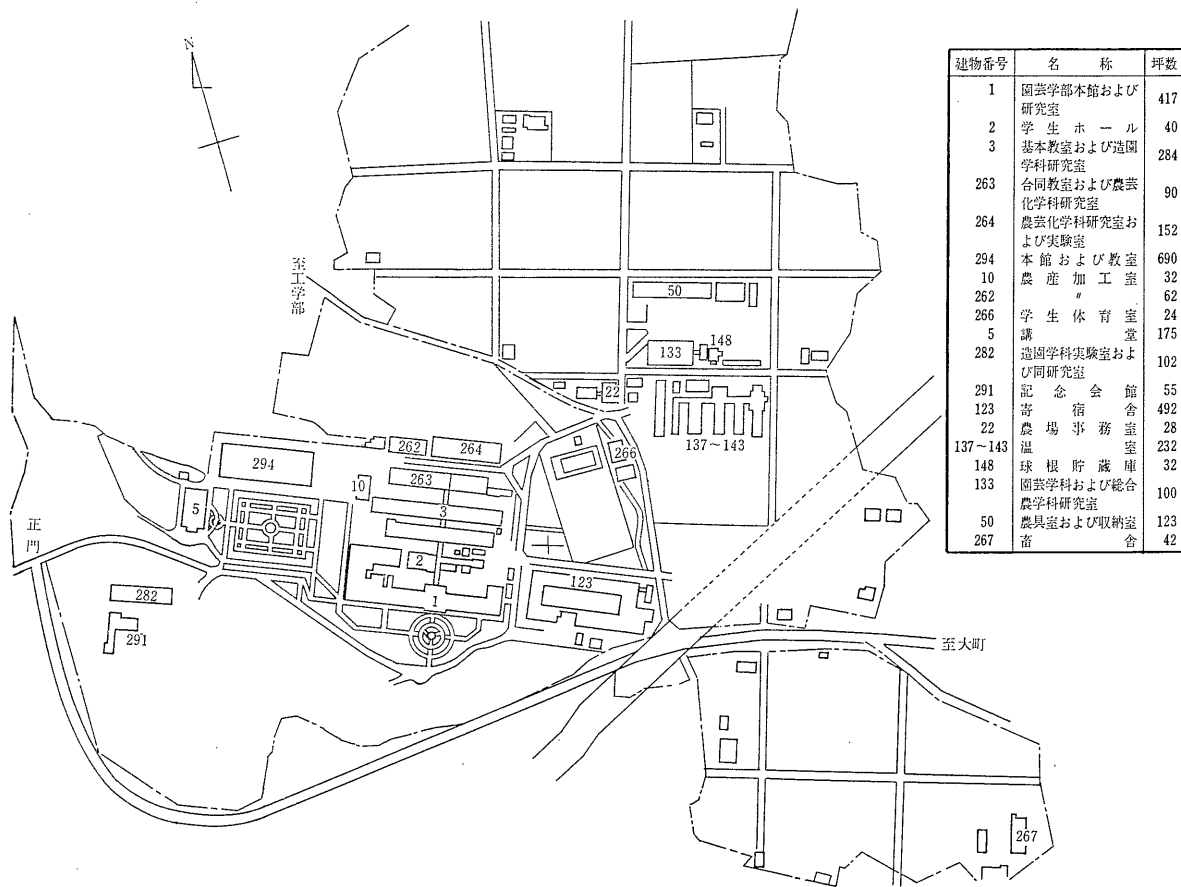 N
至工学部
50
148
133
22
137～143
262
264
266
294
263
10
3
5
正門
2
123
282
1
291
至大町
267
建物番号 名称 坪数
1 園芸学部本館および研究室 417
2 学生ホール 40
3 基本教室および造園学科研究室 284
263 合同教室および農芸化学科研究室 90
264 農芸化学科研究室および実験室 152
294 本館および教室 690
10 農産加工室 32
262 〃 62
266 学生体育室 24
5 講堂 175
282 造園学科実験室および同研究室 102
291 記念会館 55
123 寄宿舎 492
22 農場事務室 28
137～143 温室 232
148 球根貯蔵庫 32
133 園芸学科および総合農学科研究室 100
50 農具室および収納室 123
267 畜舎 42